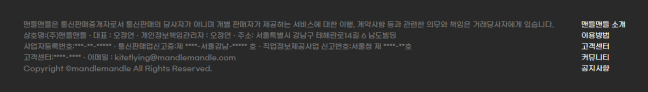 맨들맨들은 통신판매중개자로서 통신판매의 당사자가 아니며 개별 판매자가 제공하는 서비스에 대한 이행, 계약사항 등과 관련한 의무와 책임은 거래당사자에게 있습니다.
상호명:(주)맨들맨들 · 대표 : 오장연 · 개인정보책임관리자 : 오장연 · 주소: 서울특별시 강남구 테헤란로14길 6 남도빌딩
사업자등록번호:***-**-***** · 통신판매업신고증:제 ****-서울강남-***** 호 · 직업정보제공사업 신고번호:서울청 제 ****-**호
고객센터:****-**** · 이메일 : kiteflying@mandlemandle.com
Copyright ©mandlemandle All Rights Reserved.
맨들맨들 소개
이용방법
고객센터
커뮤니티
공지사항